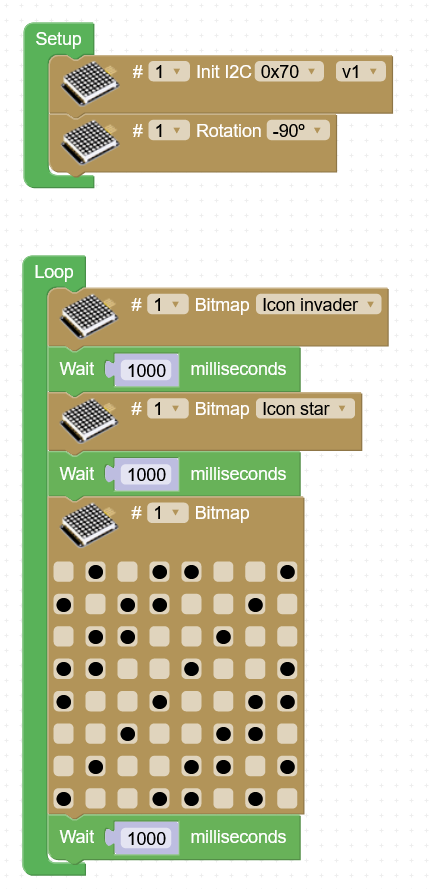 Setup
# 1 Init I2C 0x70 v1
# 1 Rotation -90º
Loop
# 1 Bitmap Icon invader
Wait 1000 milliseconds
# 1 Bitmap Icon star
Wait 1000 milliseconds
# 1 Bitmap
Wait 1000 milliseconds